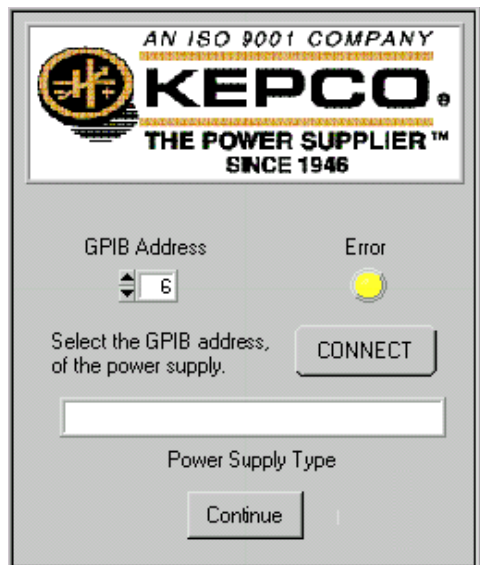 AN ISO 9001 COMPANY
KEPCO®
THE POWER SUPPLIER™
SINCE 1946
GPIB Address
Error
6
Select the GPIB address,
of the power supply.
CONNECT
Power Supply Type
Continue